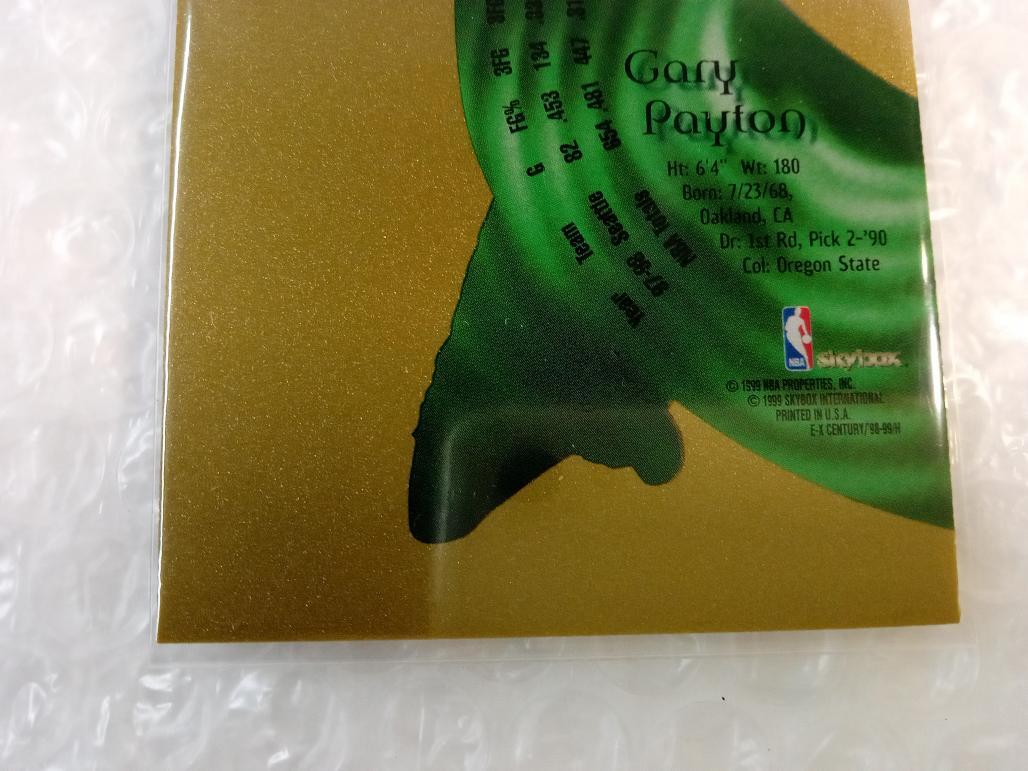 Gary
Payton
Ht: 6'4" Wt: 180
Born: 7/23/68,
Oakland, CA
Dr: 1st Rd, Pick 2-'90
Col: Oregon State
Year Team G FG% 3FG
97-98 Seattle 82 .453 134
NBA Totals 654 .481 447
NBA
skybox
© 1999 NBA PROPERTIES, INC.
© 1999 SKYBOX INTERNATIONAL
PRINTED IN U.S.A.
E-X CENTURY/'98-99/H